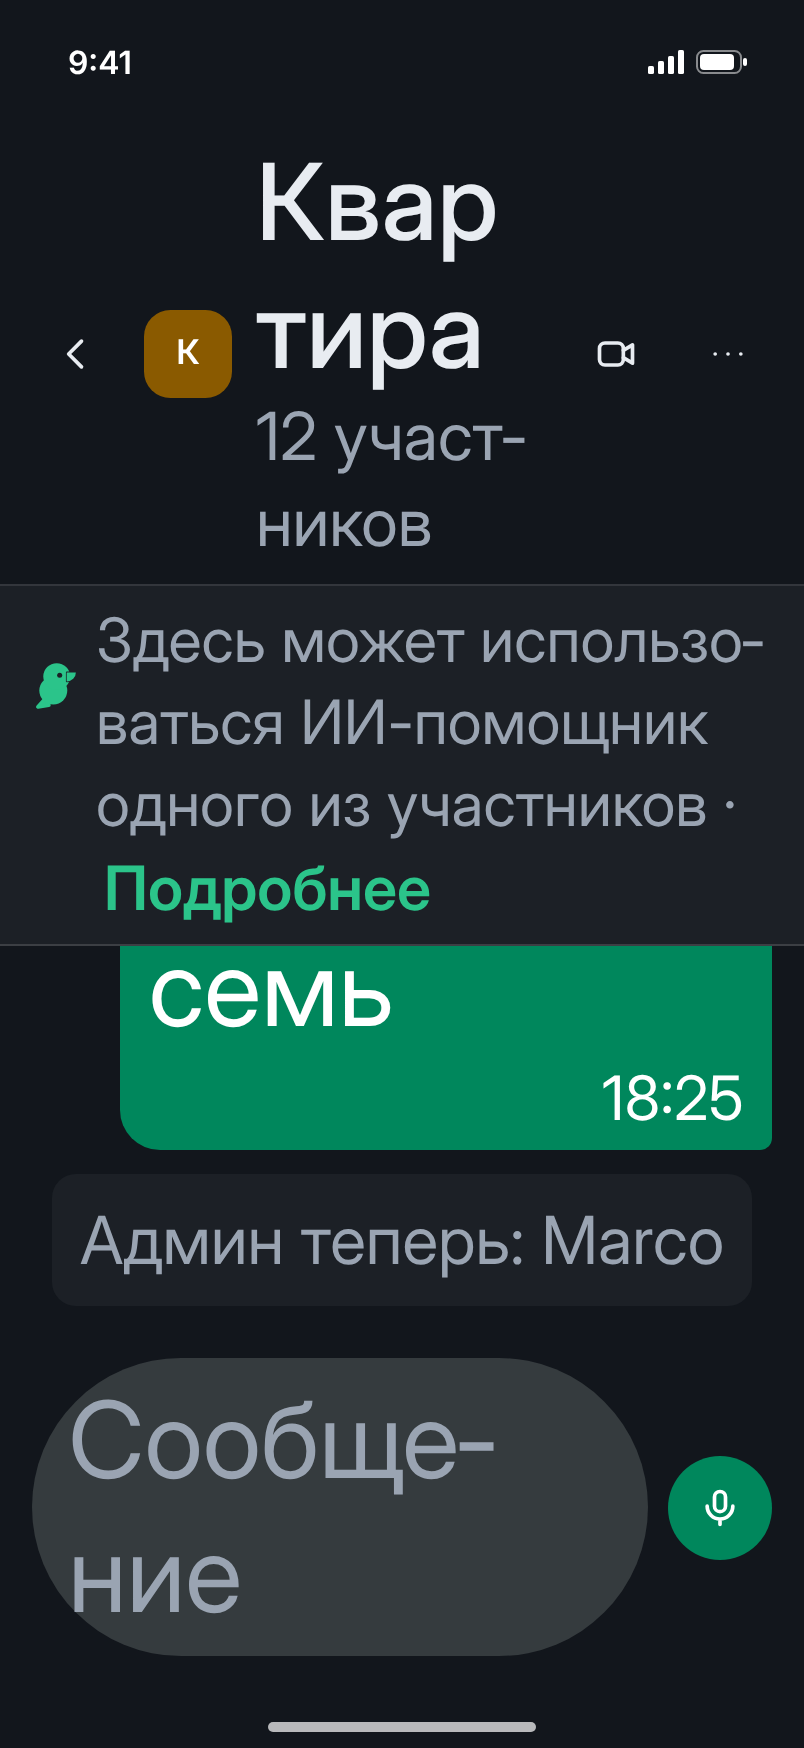 9:41
Квар
тира
К
12 участ-
ников
Здесь может использо-
ваться ИИ-помощник
одного из участников ·
Подробнее
семь
18:25
Админ теперь: Marco
Сообще-
ние